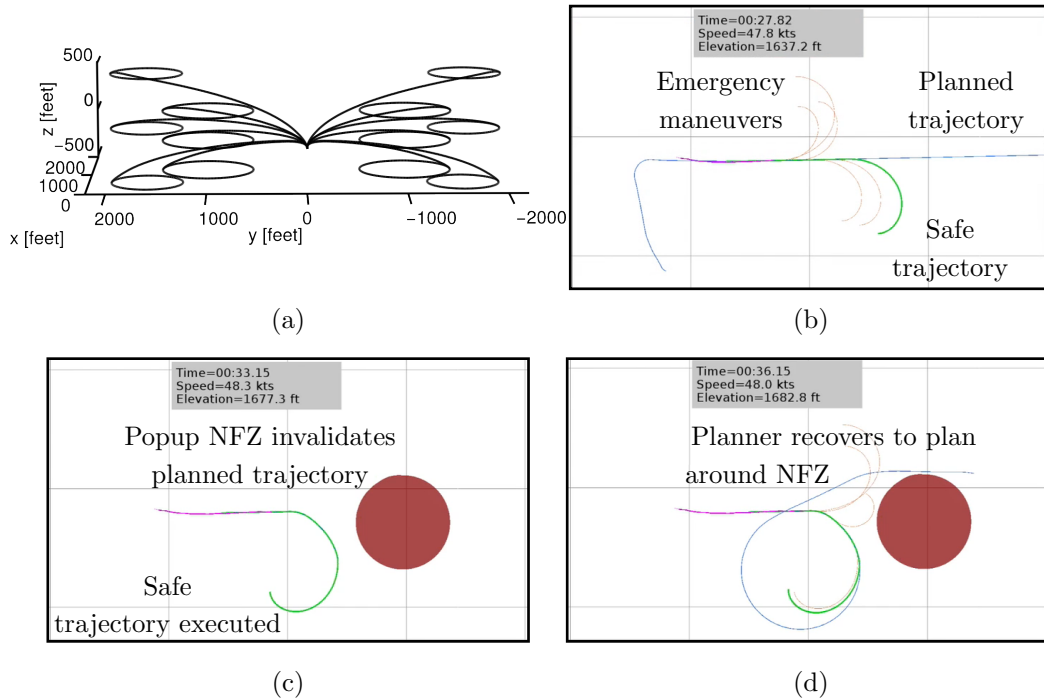 500
0
−500
2000
1000
0
z [feet]
2000
1000
0
−1000
−2000
x [feet]
y [feet]
(a)
Time=00:27.82
Speed=47.8 kts
Elevation=1637.2 ft
Emergency
maneuvers
Planned
trajectory
Safe
trajectory
(b)
Time=00:33.15
Speed=48.3 kts
Elevation=1677.3 ft
Popup NFZ invalidates
planned trajectory
Safe
trajectory executed
(c)
Time=00:36.15
Speed=48.0 kts
Elevation=1682.8 ft
Planner recovers to plan
around NFZ
(d)